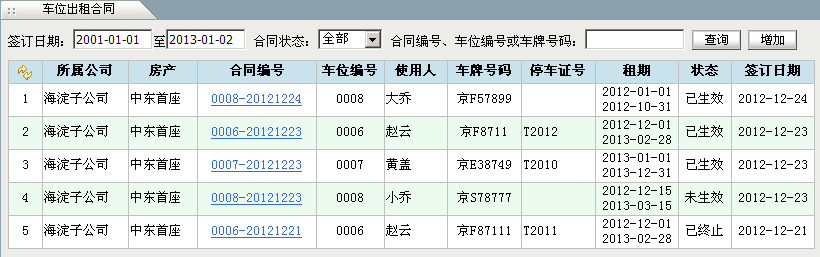 车位出租合同
签订日期: 2001-01-01 至 2013-01-02 合同状态: 全部 合同编号、车位编号或车牌号码: 查询 增加
所属公司 房产 合同编号 车位编号 使用人 车牌号码 停车证号 租期 状态 签订日期
1 海淀子公司 中东首座 0008-20121224 0008 大乔 京F57899 2012-01-01 已生效 2012-12-24
2012-10-31
2 海淀子公司 中东首座 0006-20121223 0006 赵云 京F8711 T2012 2012-12-01 已生效 2012-12-23
2013-02-28
3 海淀子公司 中东首座 0007-20121223 0007 黄盖 京E38749 T2010 2013-01-01 已生效 2012-12-23
2013-12-31
4 海淀子公司 中东首座 0008-20121223 0008 小乔 京S78777 2012-12-15 未生效 2012-12-23
2013-03-15
5 海淀子公司 中东首座 0006-20121221 0006 赵云 京F87111 T2011 2012-12-01 已终止 2012-12-21
2013-02-28